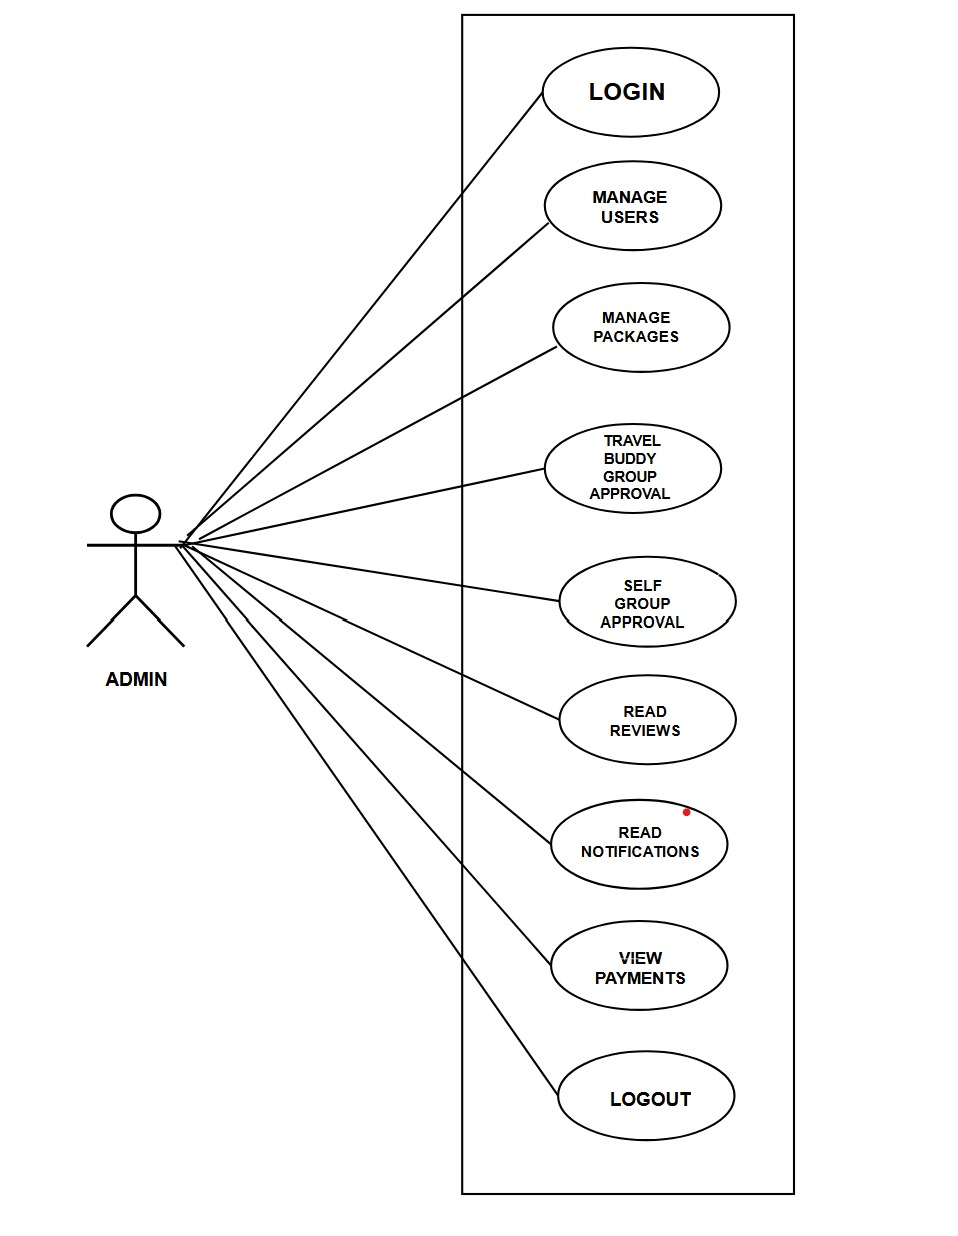 LOGIN
MANAGE
USERS
MANAGE
PACKAGES
TRAVEL
BUDDY
GROUP
APPROVAL
SELF
GROUP
APPROVAL
ADMIN
READ
REVIEWS
READ
NOTIFICATIONS
VIEW
PAYMENTS
LOGOUT